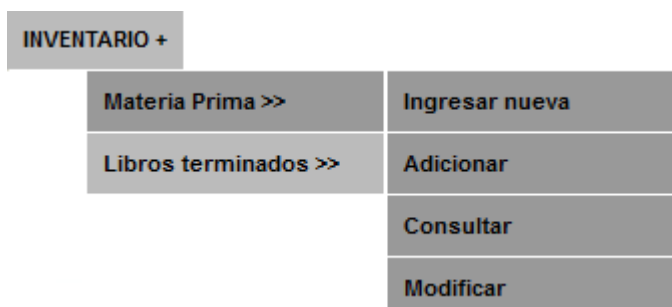 INVENTARIO +
Materia Prima >>
Ingresar nueva
Libros terminados >>
Adicionar
Consultar
Modificar